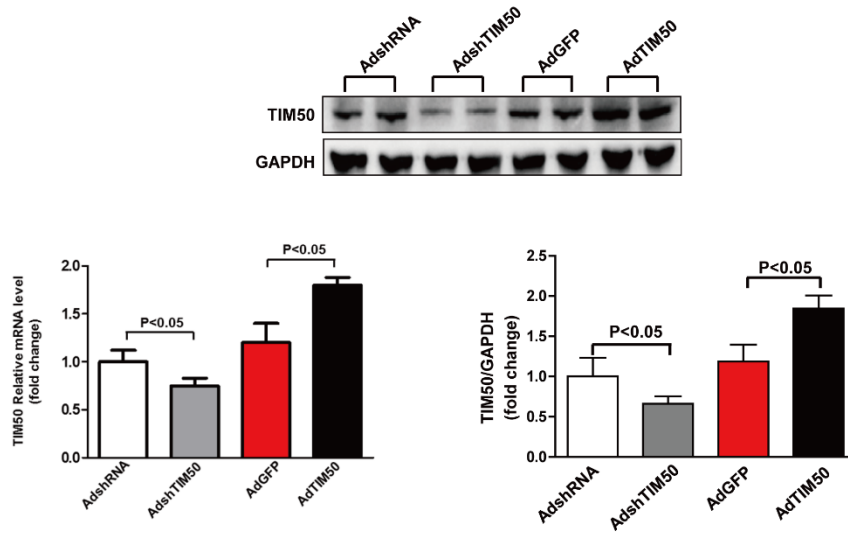 AdshRNA AdshTIM50 AdGFP AdTIM50
TIM50
GAPDH
TIM50 Relative mRNA level
(fold change)
2.0
1.5
1.0
0.5
0.0
P<0.05
P<0.05
AdshRNA AdshTIM50 AdGFP AdTIM50
TIM50/GAPDH
(fold change)
2.5
2.0
1.5
1.0
0.5
0.0
P<0.05
P<0.05
AdshRNA AdshTIM50 AdGFP AdTIM50